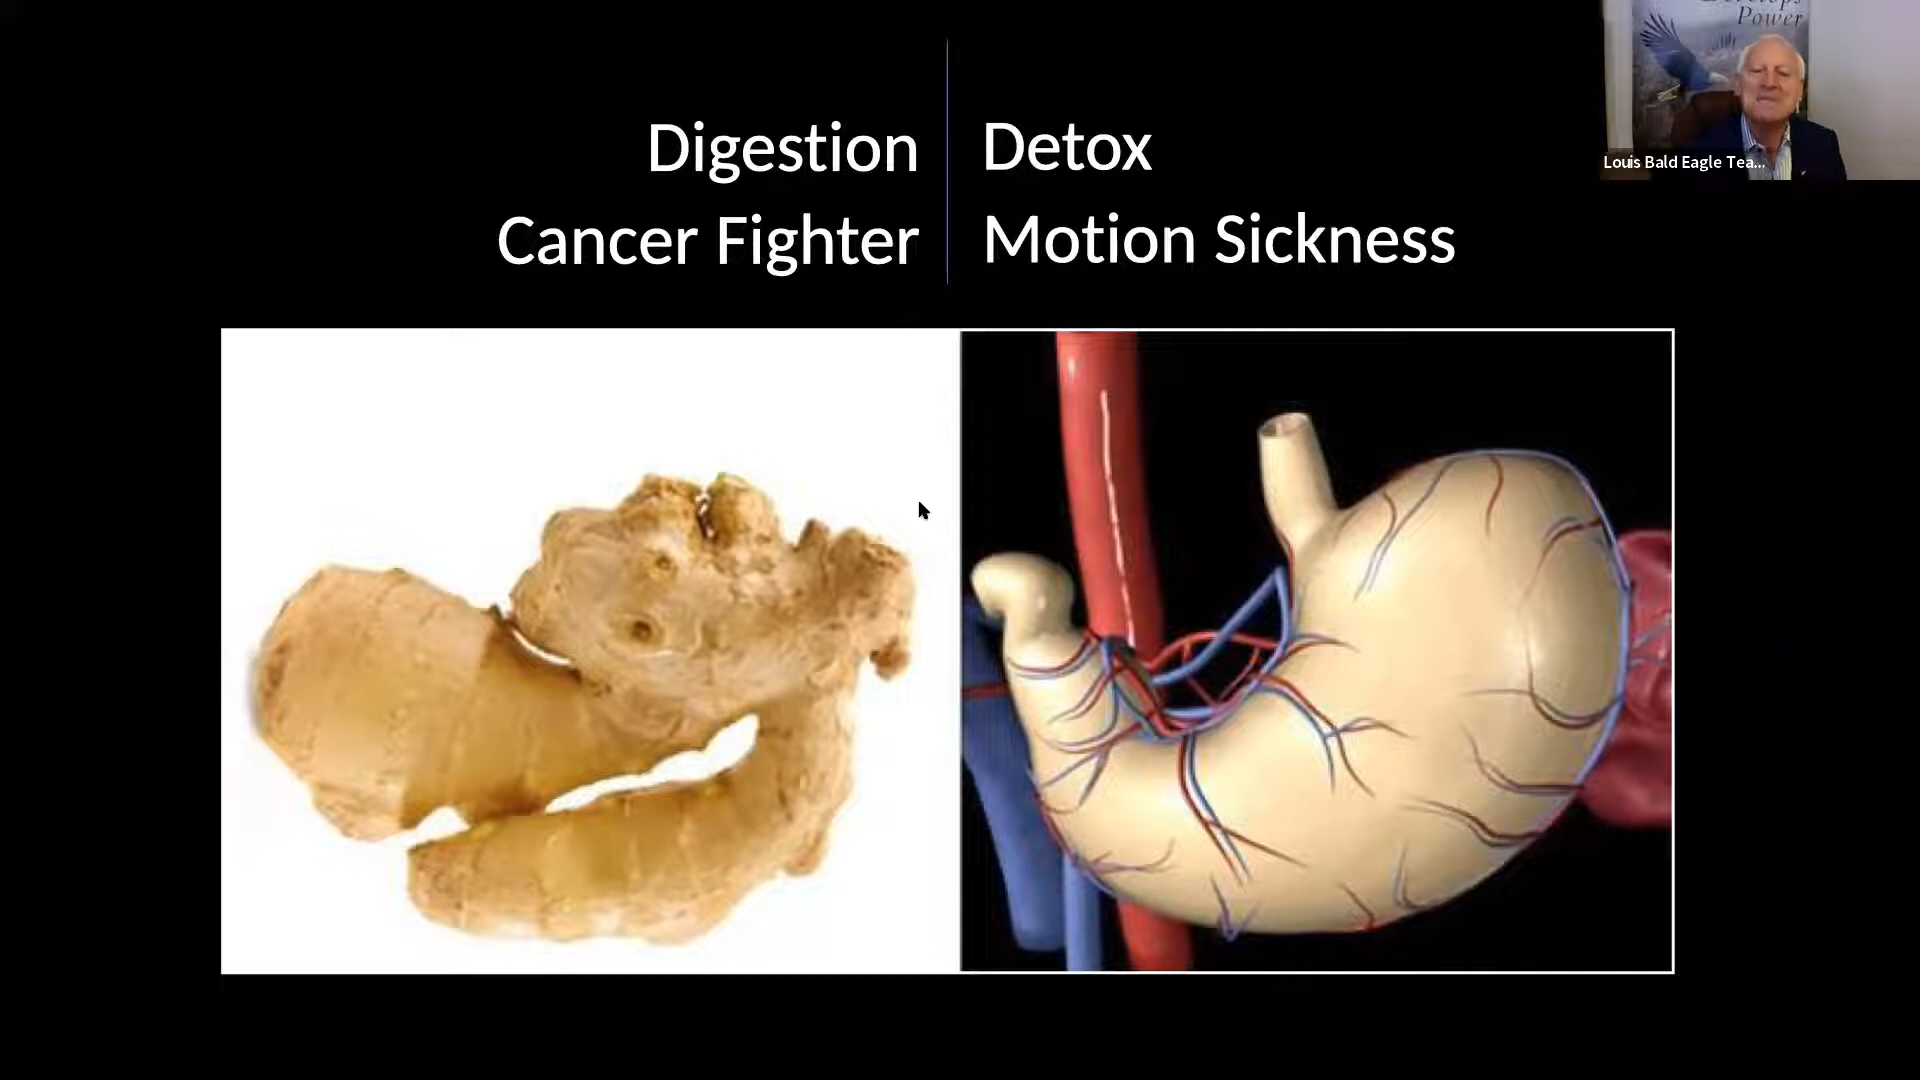 Power
Digestion
Cancer Fighter
Detox
Motion Sickness
Louis Bald Eagle Tea...